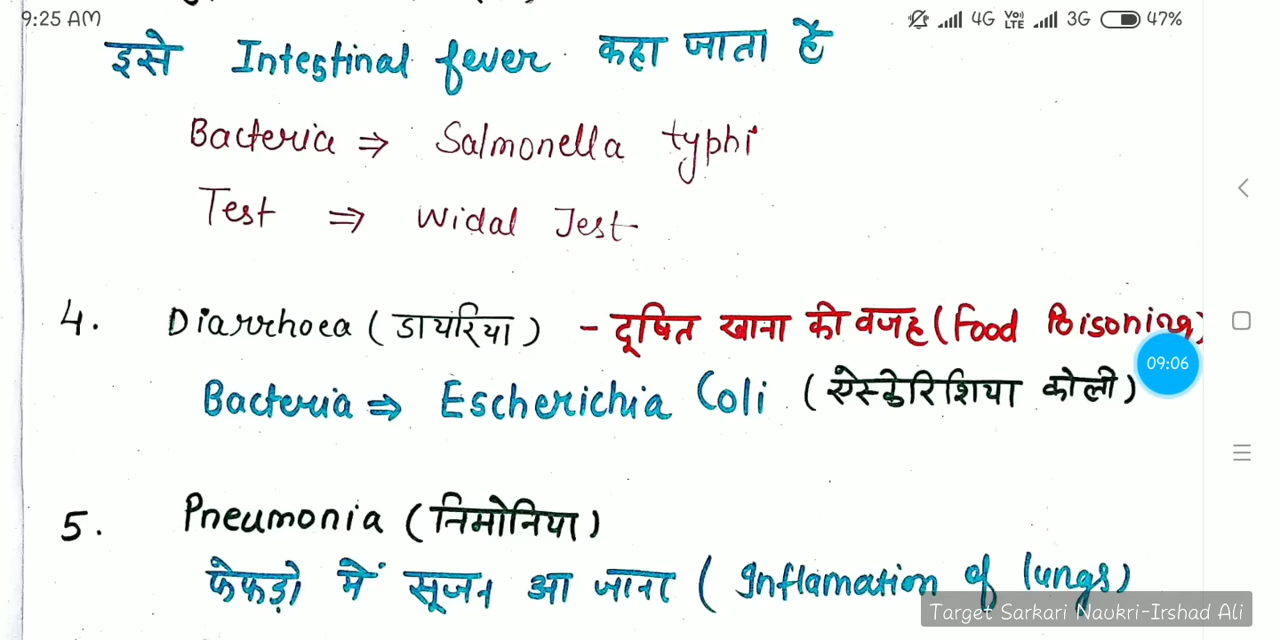 9:25 AM 4G VoLTE 3G 47%
इसे Intestinal fever कहा जाता है
Bacteria ⇒ Salmonella typhi
Test ⇒ Widal Test
4. Diarrhoea (डायरिया) - दूषित खाना की वजह (Food Poisoning)
09:06
Bacteria ⇒ Escherichia Coli (ऐस्केरिशिया कोली)
5. Pneumonia (निमोनिया)
फेफड़ो में सूजन आ जाना (Inflamation of lungs)
Target Sarkari Naukri-Irshad Ali